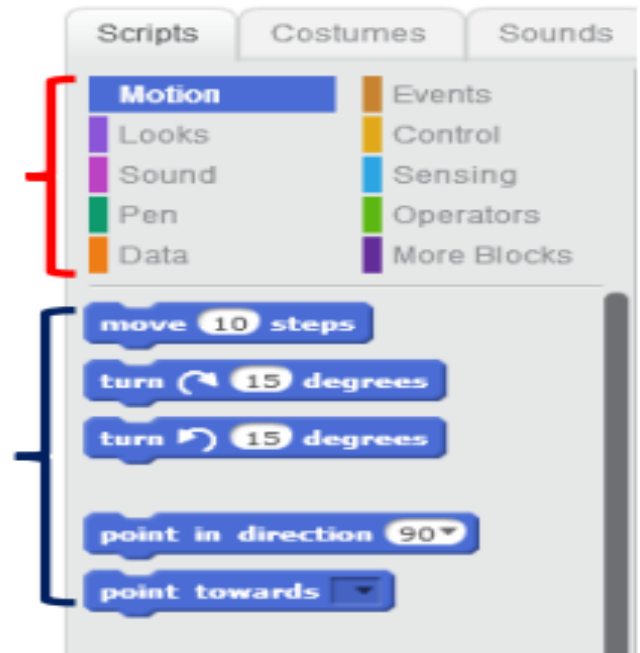 Scripts Costumes Sounds
Motion Events
Looks Control
Sound Sensing
Pen Operators
Data More Blocks
move 10 steps
turn 15 degrees
turn 15 degrees
point in direction 90
point towards